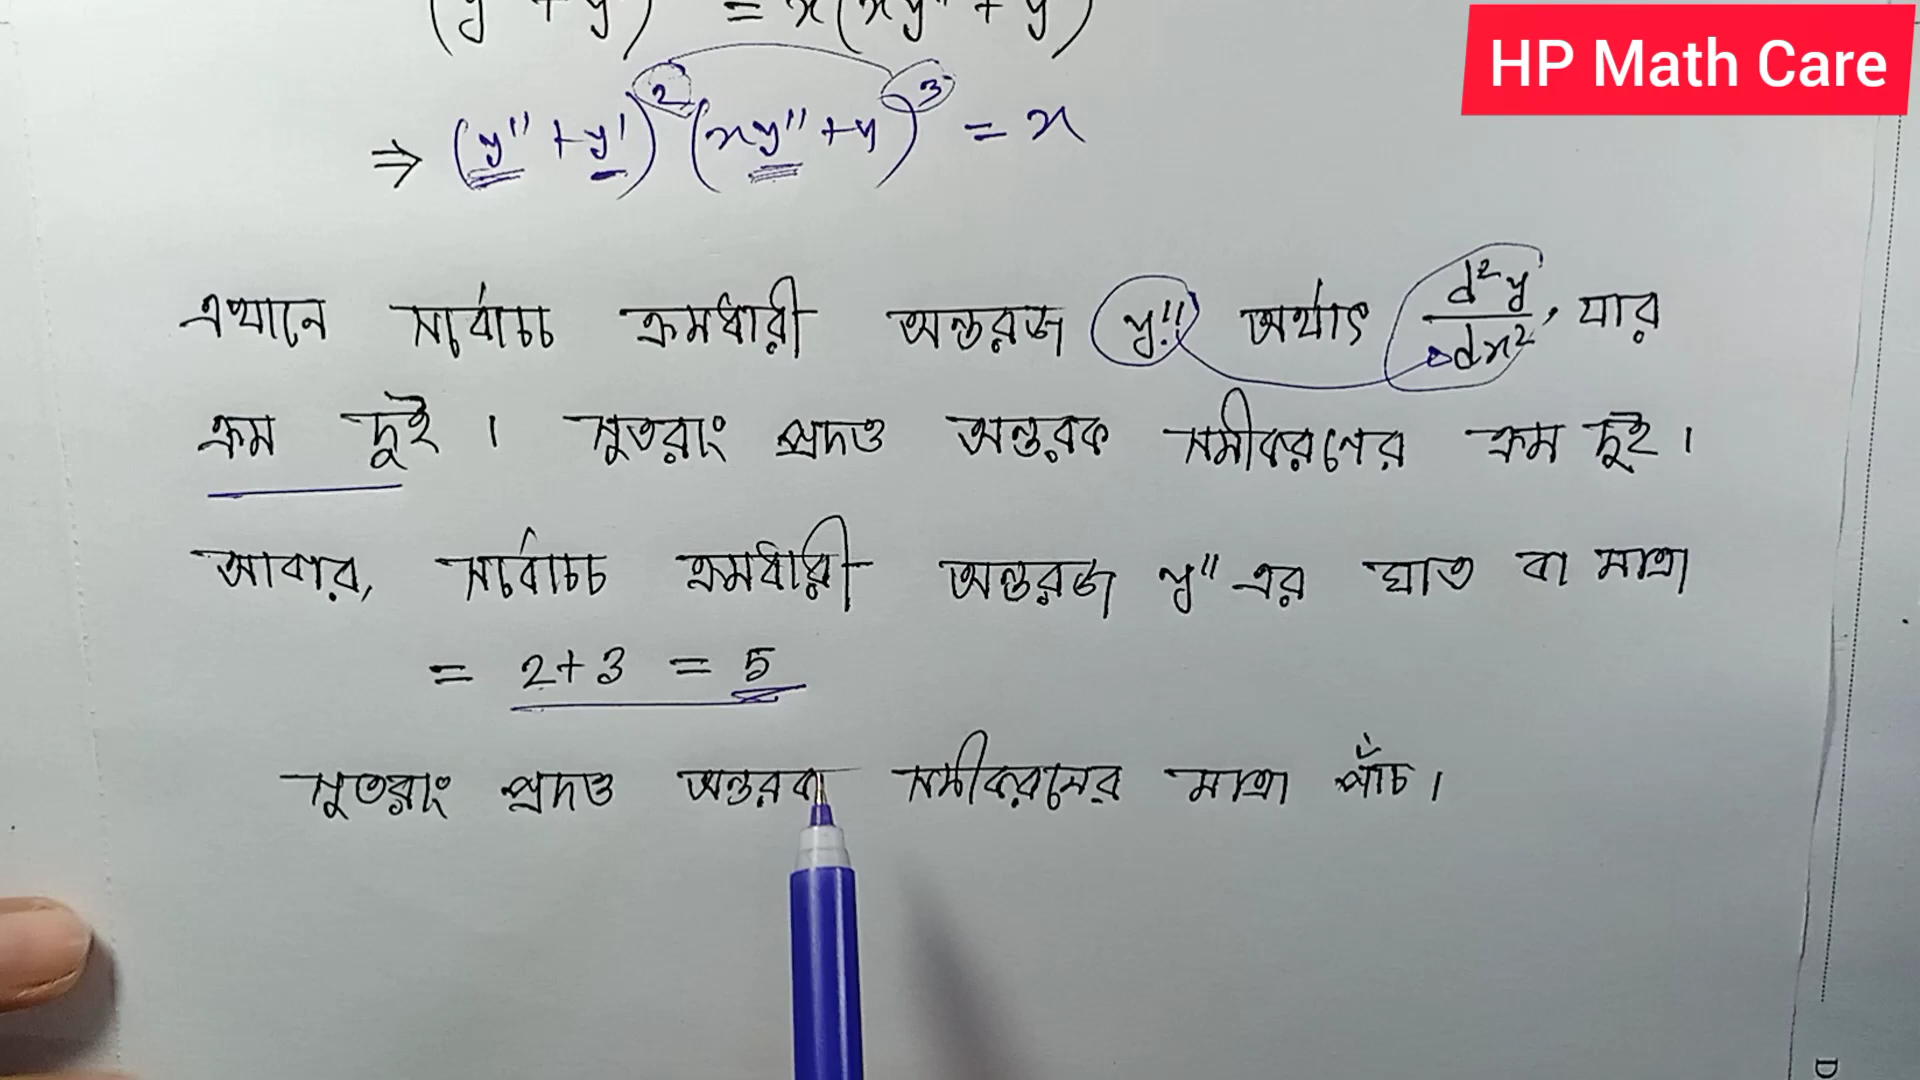 HP Math Care
⇒ (y'' + y')² (xy'' + y)³ = x
এখানে সর্বোচ্চ ক্রমধারী অন্তরজ y'' অর্থাৎ d²y/dx², যার
ক্রম দুই। সুতরাং প্রদত্ত অন্তরক সমীকরণের ক্রম দুই।
আবার, সর্বোচ্চ ক্রমধারী অন্তরজ y'' এর ঘাত বা মাত্রা
= 2+3 = 5
সুতরাং প্রদত্ত অন্তরক সমীকরণের মাত্রা পাঁচ।